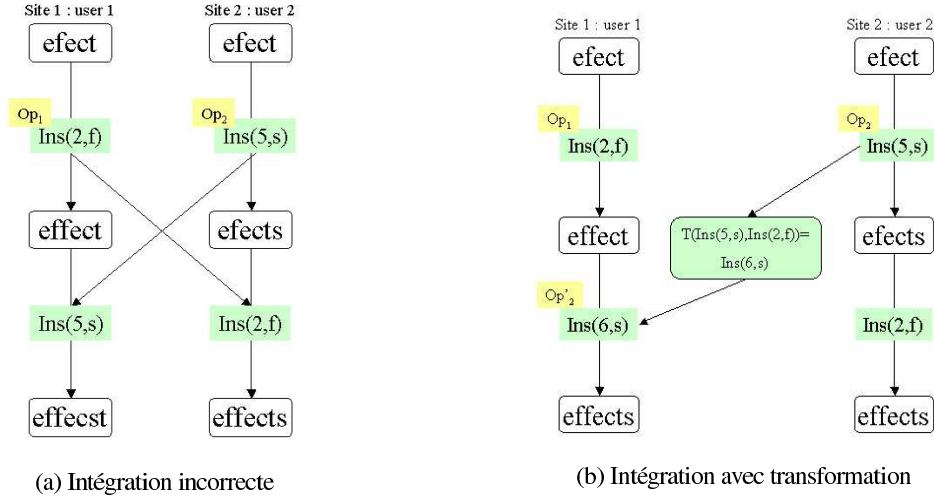 Site 1 : user 1
Site 2 : user 2
efect
efect
Op1
Ins(2,f)
Op2
Ins(5,s)
effect
efects
Ins(5,s)
Ins(2,f)
effecst
effects
(a) Intégration incorrecte
Site 1 : user 1
Site 2 : user 2
efect
efect
Op1
Ins(2,f)
Op2
Ins(5,s)
effect
T(Ins(5,s),Ins(2,f))=
Ins(6,s)
efects
Op'2
Ins(6,s)
Ins(2,f)
effects
effects
(b) Intégration avec transformation